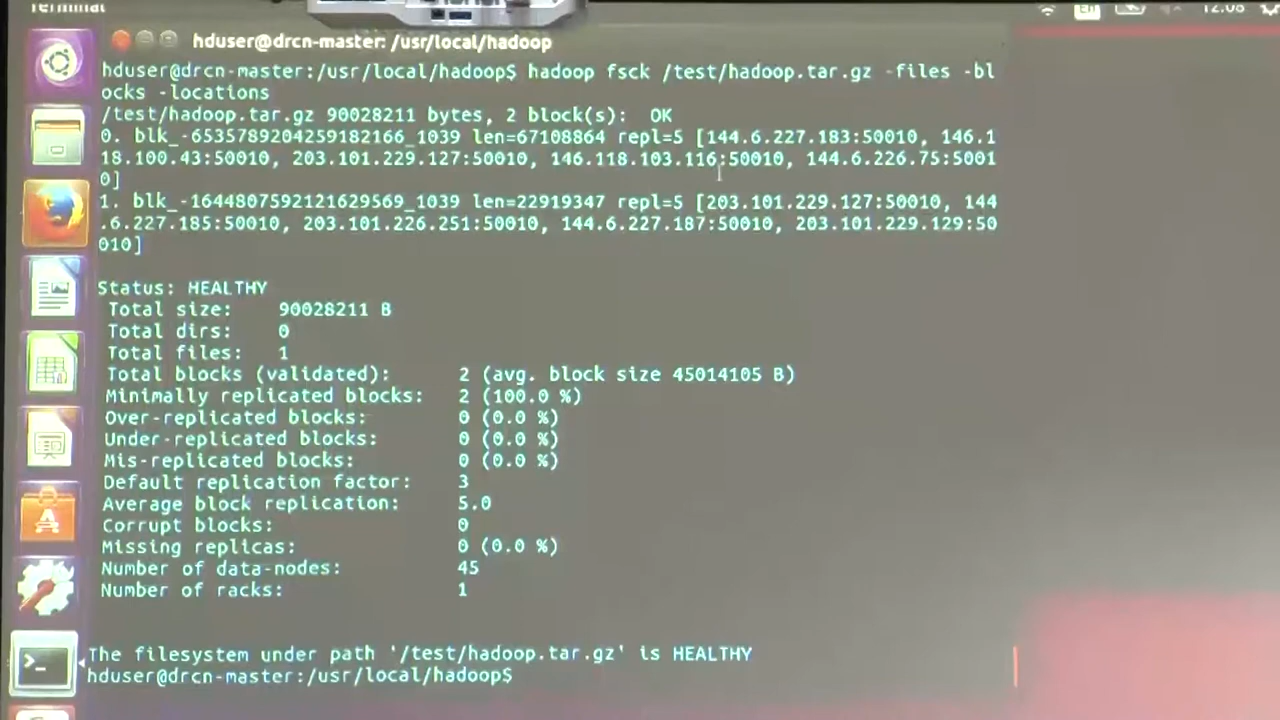 Terminal
En
12:08
hduser@drcn-master: /usr/local/hadoop
hduser@drcn-master:/usr/local/hadoop$ hadoop fsck /test/hadoop.tar.gz -files -bl
ocks -locations
/test/hadoop.tar.gz 90028211 bytes, 2 block(s):  OK
0. blk_-6535789204259182166_1039 len=67108864 repl=5 [144.6.227.183:50010, 146.1
18.100.43:50010, 203.101.229.127:50010, 146.118.103.116:50010, 144.6.226.75:5001
0]
1. blk_-1644807592121629569_1039 len=22919347 repl=5 [203.101.229.127:50010, 144
.6.227.185:50010, 203.101.226.251:50010, 144.6.227.187:50010, 203.101.229.129:50
010]
Status: HEALTHY
Total size: 90028211 B
Total dirs: 0
Total files: 1
Total blocks (validated): 2 (avg. block size 45014105 B)
Minimally replicated blocks: 2 (100.0 %)
Over-replicated blocks: 0 (0.0 %)
Under-replicated blocks: 0 (0.0 %)
Mis-replicated blocks: 0 (0.0 %)
Default replication factor: 3
Average block replication: 5.0
Corrupt blocks: 0
Missing replicas: 0 (0.0 %)
Number of data-nodes: 45
Number of racks: 1
The filesystem under path '/test/hadoop.tar.gz' is HEALTHY
hduser@drcn-master:/usr/local/hadoop$